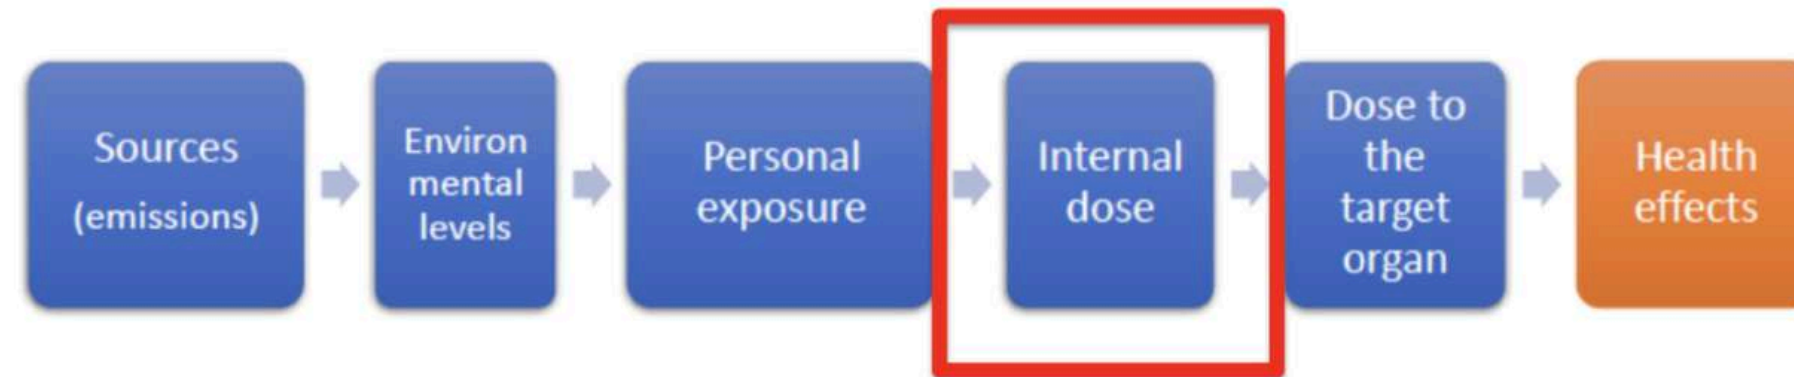 Sources
(emissions)
Environ
mental
levels
Personal
exposure
Internal
dose
Dose to
the
target
organ
Health
effects